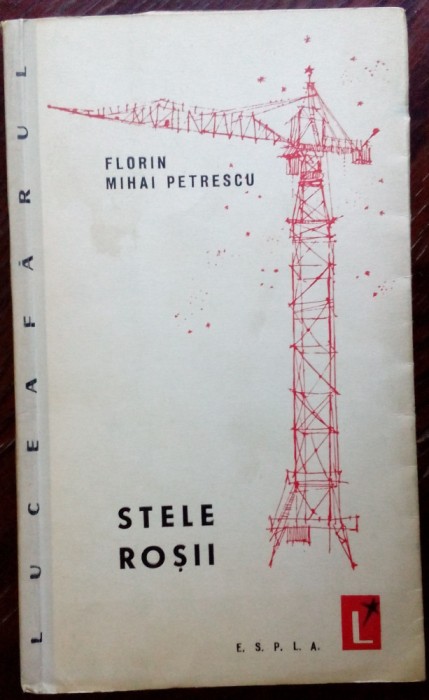 LUCEAFĂRUL
FLORIN
MIHAI PETRESCU
STELE
ROȘII
E. S. P. L. A.
L